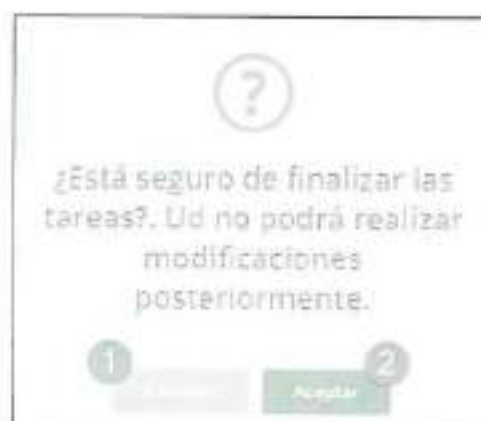 ?
¿Está seguro de finalizar las
tareas?. Ud no podrá realizar
modificaciones
posteriormente.
1
2
Aceptar